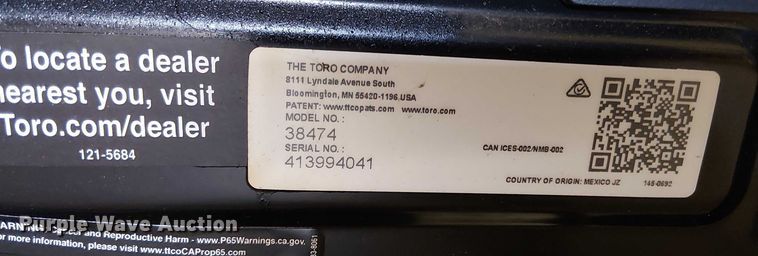 o locate a dealer
nearest you, visit
Toro.com/dealer
121-5684
THE TORO COMPANY
8111 Lyndale Avenue South
Bloomington, MN 55420-1196, USA
PATENT: www.ttcopats.com www.toro.com
MODEL NO.:
38474
SERIAL NO.:
413994041
CAN ICES-002/NMB-002
COUNTRY OF ORIGIN: MEXICO JZ
145-0692
Purple Wave Auction
and Reproductive Harm - www.P65Warnings.ca.gov.
or more information, please visit www.ttcoCAProp65.com